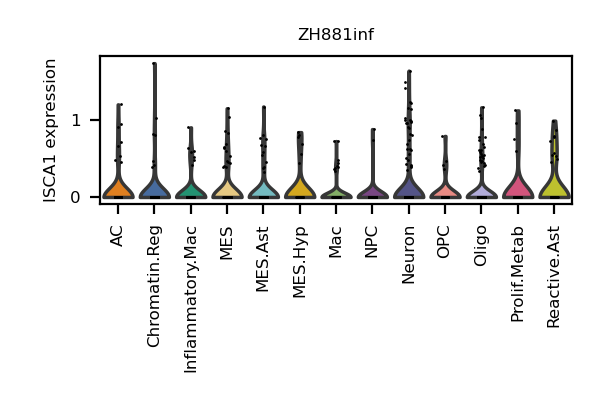 ZH881inf
ISCA1 expression
1
0
AC
Chromatin.Reg
Inflammatory.Mac
MES
MES.Ast
MES.Hyp
Mac
NPC
Neuron
OPC
Oligo
Prolif.Metab
Reactive.Ast